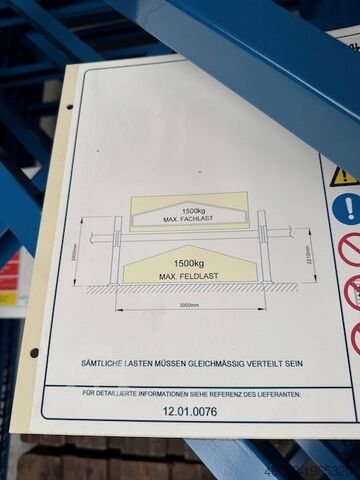 1500kg
MAX. FACHLAST
1500kg
MAX. FELDLAST
2500mm
2210mm
3000mm
SÄMTLICHE LASTEN MÜSSEN GLEICHMÄSSIG VERTEILT SEIN
FÜR DETAILLIERTE INFORMATIONEN SIEHE REFERENZ DES LIEFERANTEN:
12.01.0076